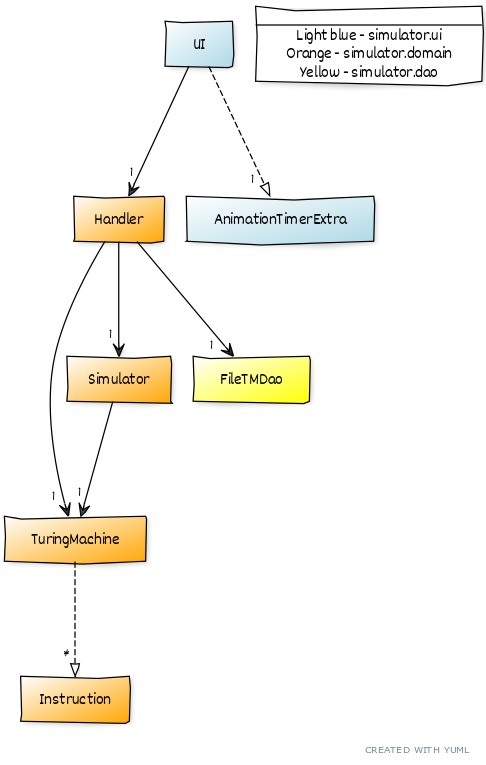 UI
Light blue - simulator.ui
Orange - simulator.domain
Yellow - simulator.dao
1
1
Handler
AnimationTimerExtra
1
1
Simulator
FileTMDao
1
1
TuringMachine
*
Instruction
CREATED WITH YUML